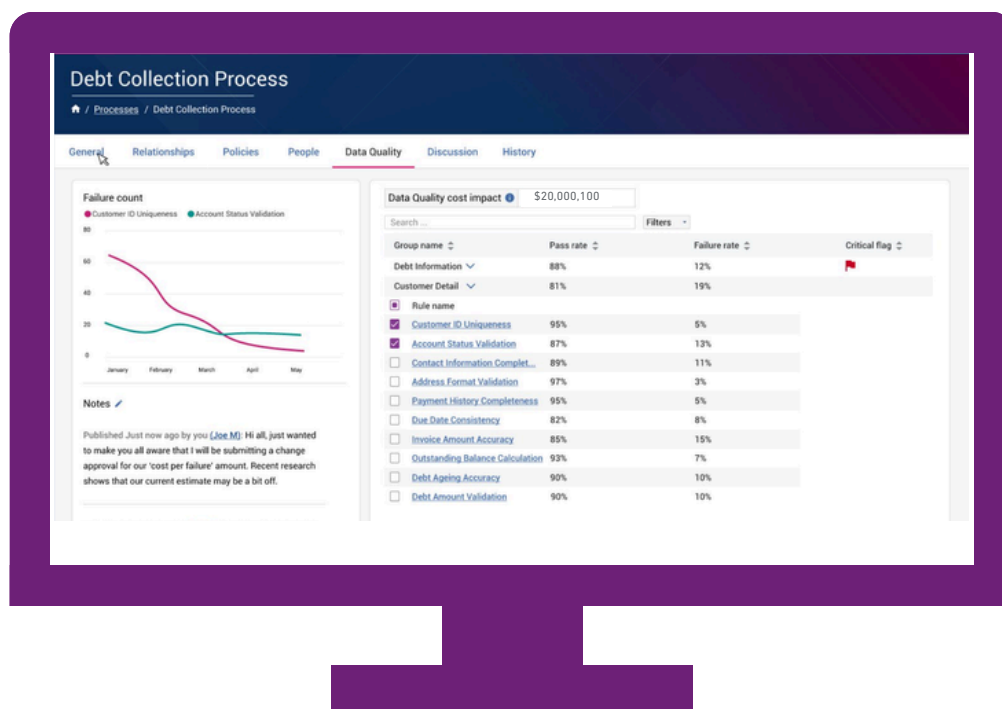 Debt Collection Process
/ Processes / Debt Collection Process
General Relationships Policies People Data Quality Discussion History
Failure count
Customer ID Uniqueness Account Status Validation
80
60
40
20
0
January February March April May
Notes
Published Just now ago by you (Joe M): Hi all, just wanted
to make you all aware that I will be submitting a change
approval for our 'cost per failure' amount. Recent research
shows that our current estimate may be a bit off.
Data Quality cost impact $20,000,100
Search ... Filters
Group name Pass rate Failure rate Critical flag
Debt Information 88% 12%
Customer Detail 81% 19%
Rule name
Customer ID Uniqueness 95% 5%
Account Status Validation 87% 13%
Contact Information Complet... 89% 11%
Address Format Validation 97% 3%
Payment History Completeness 95% 5%
Due Date Consistency 82% 8%
Invoice Amount Accuracy 85% 15%
Outstanding Balance Calculation 93% 7%
Debt Ageing Accuracy 90% 10%
Debt Amount Validation 90% 10%